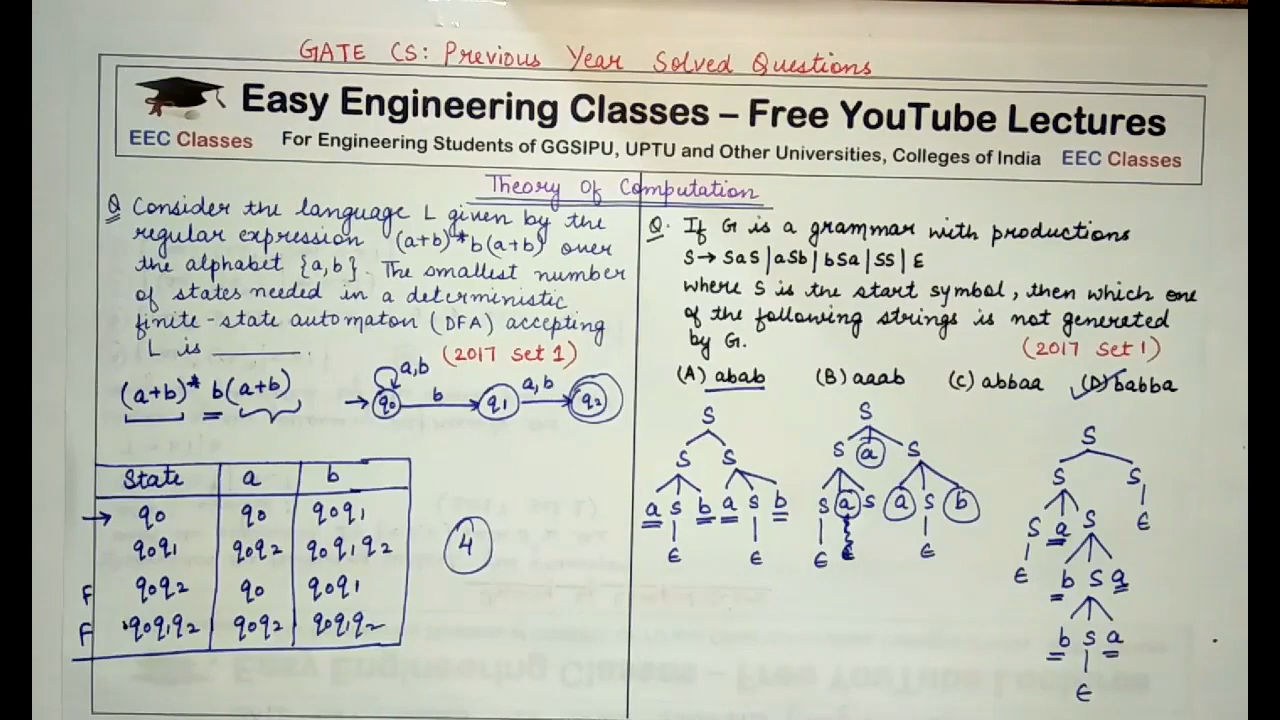 GATE CS: Previous Year Solved Questions
Easy Engineering Classes – Free YouTube Lectures
EEC Classes For Engineering Students of GGSIPU, UPTU and Other Universities, Colleges of India EEC Classes
Theory Of Computation
Q Consider the language L given by the
regular expression (a+b)*b(a+b) over
the alphabet {a,b}. The smallest number
of states needed in a deterministic
finite-state automaton (DFA) accepting
L is ______.
(2017 set 1)
(a+b)* b(a+b)
a,b
b
a,b
q0 q1 q2
State a b
→ q0 q0 q0q1
q0q1 q0q2 q0q1q2
F q0q2 q0 q0q1
F q0q1q2 q0q2 q0q1q2
4
Q. If G is a grammar with productions
S→ SaS | aSb | bSa | SS | ε
where S is the start symbol, then which one
of the following strings is not generated
by G.
(2017 Set 1)
(A) abab (B) aaab (C) abbaa (D) babba
S
S S
a S b a S b
ε ε
S
S a S
S a S a S b
ε ε ε
S
S S
S a S ε
ε b S a
b S a
ε